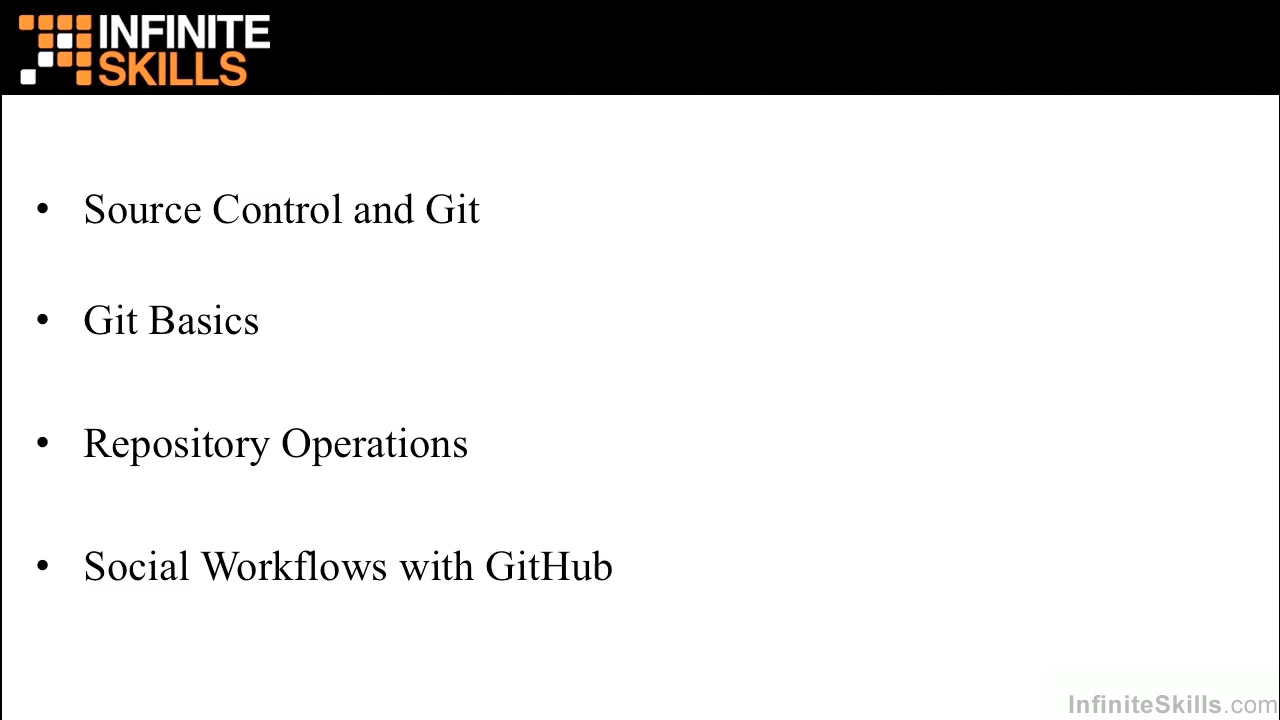 INFINITE
SKILLS
• Source Control and Git
• Git Basics
• Repository Operations
• Social Workflows with GitHub
InfiniteSkills.com